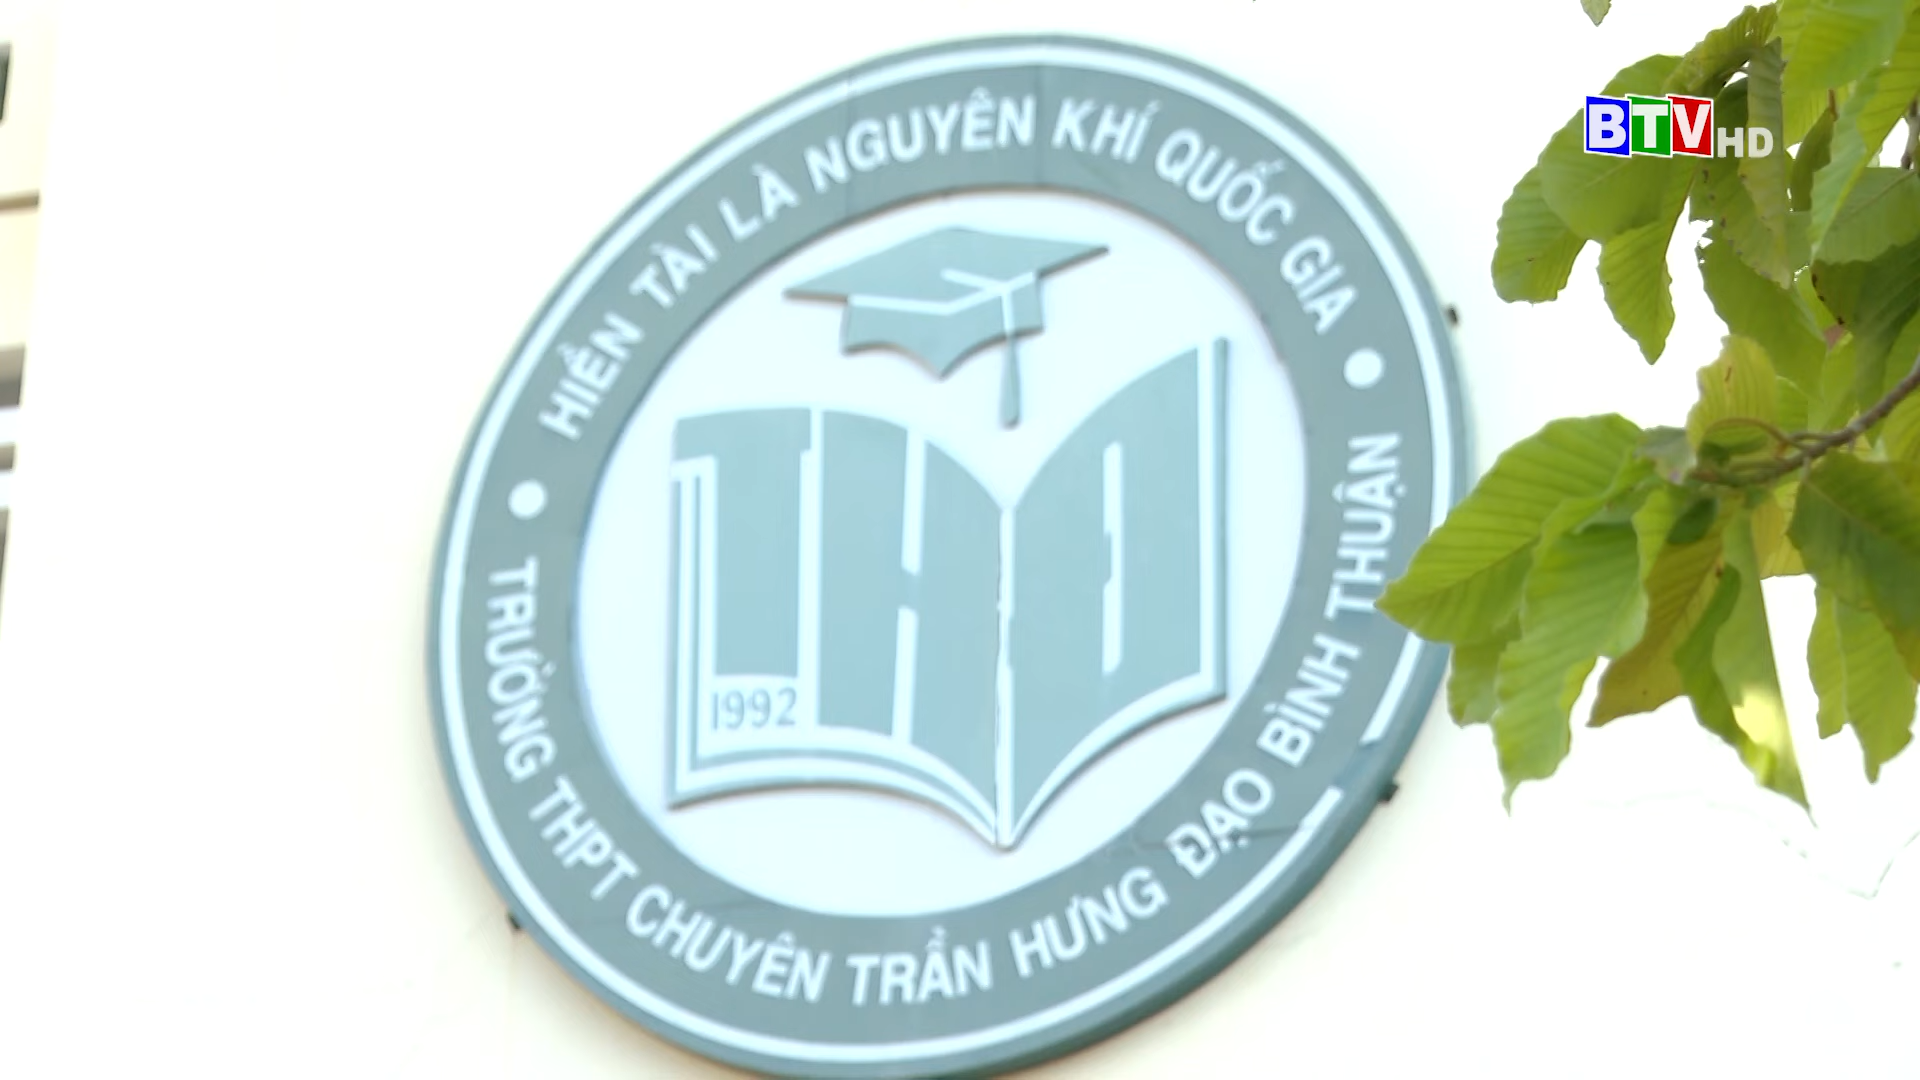 BTV HD
HIỀN TÀI LÀ NGUYÊN KHÍ QUỐC GIA
THĐ
1992
TRƯỜNG THPT CHUYÊN TRẦN HƯNG ĐẠO BÌNH THUẬN